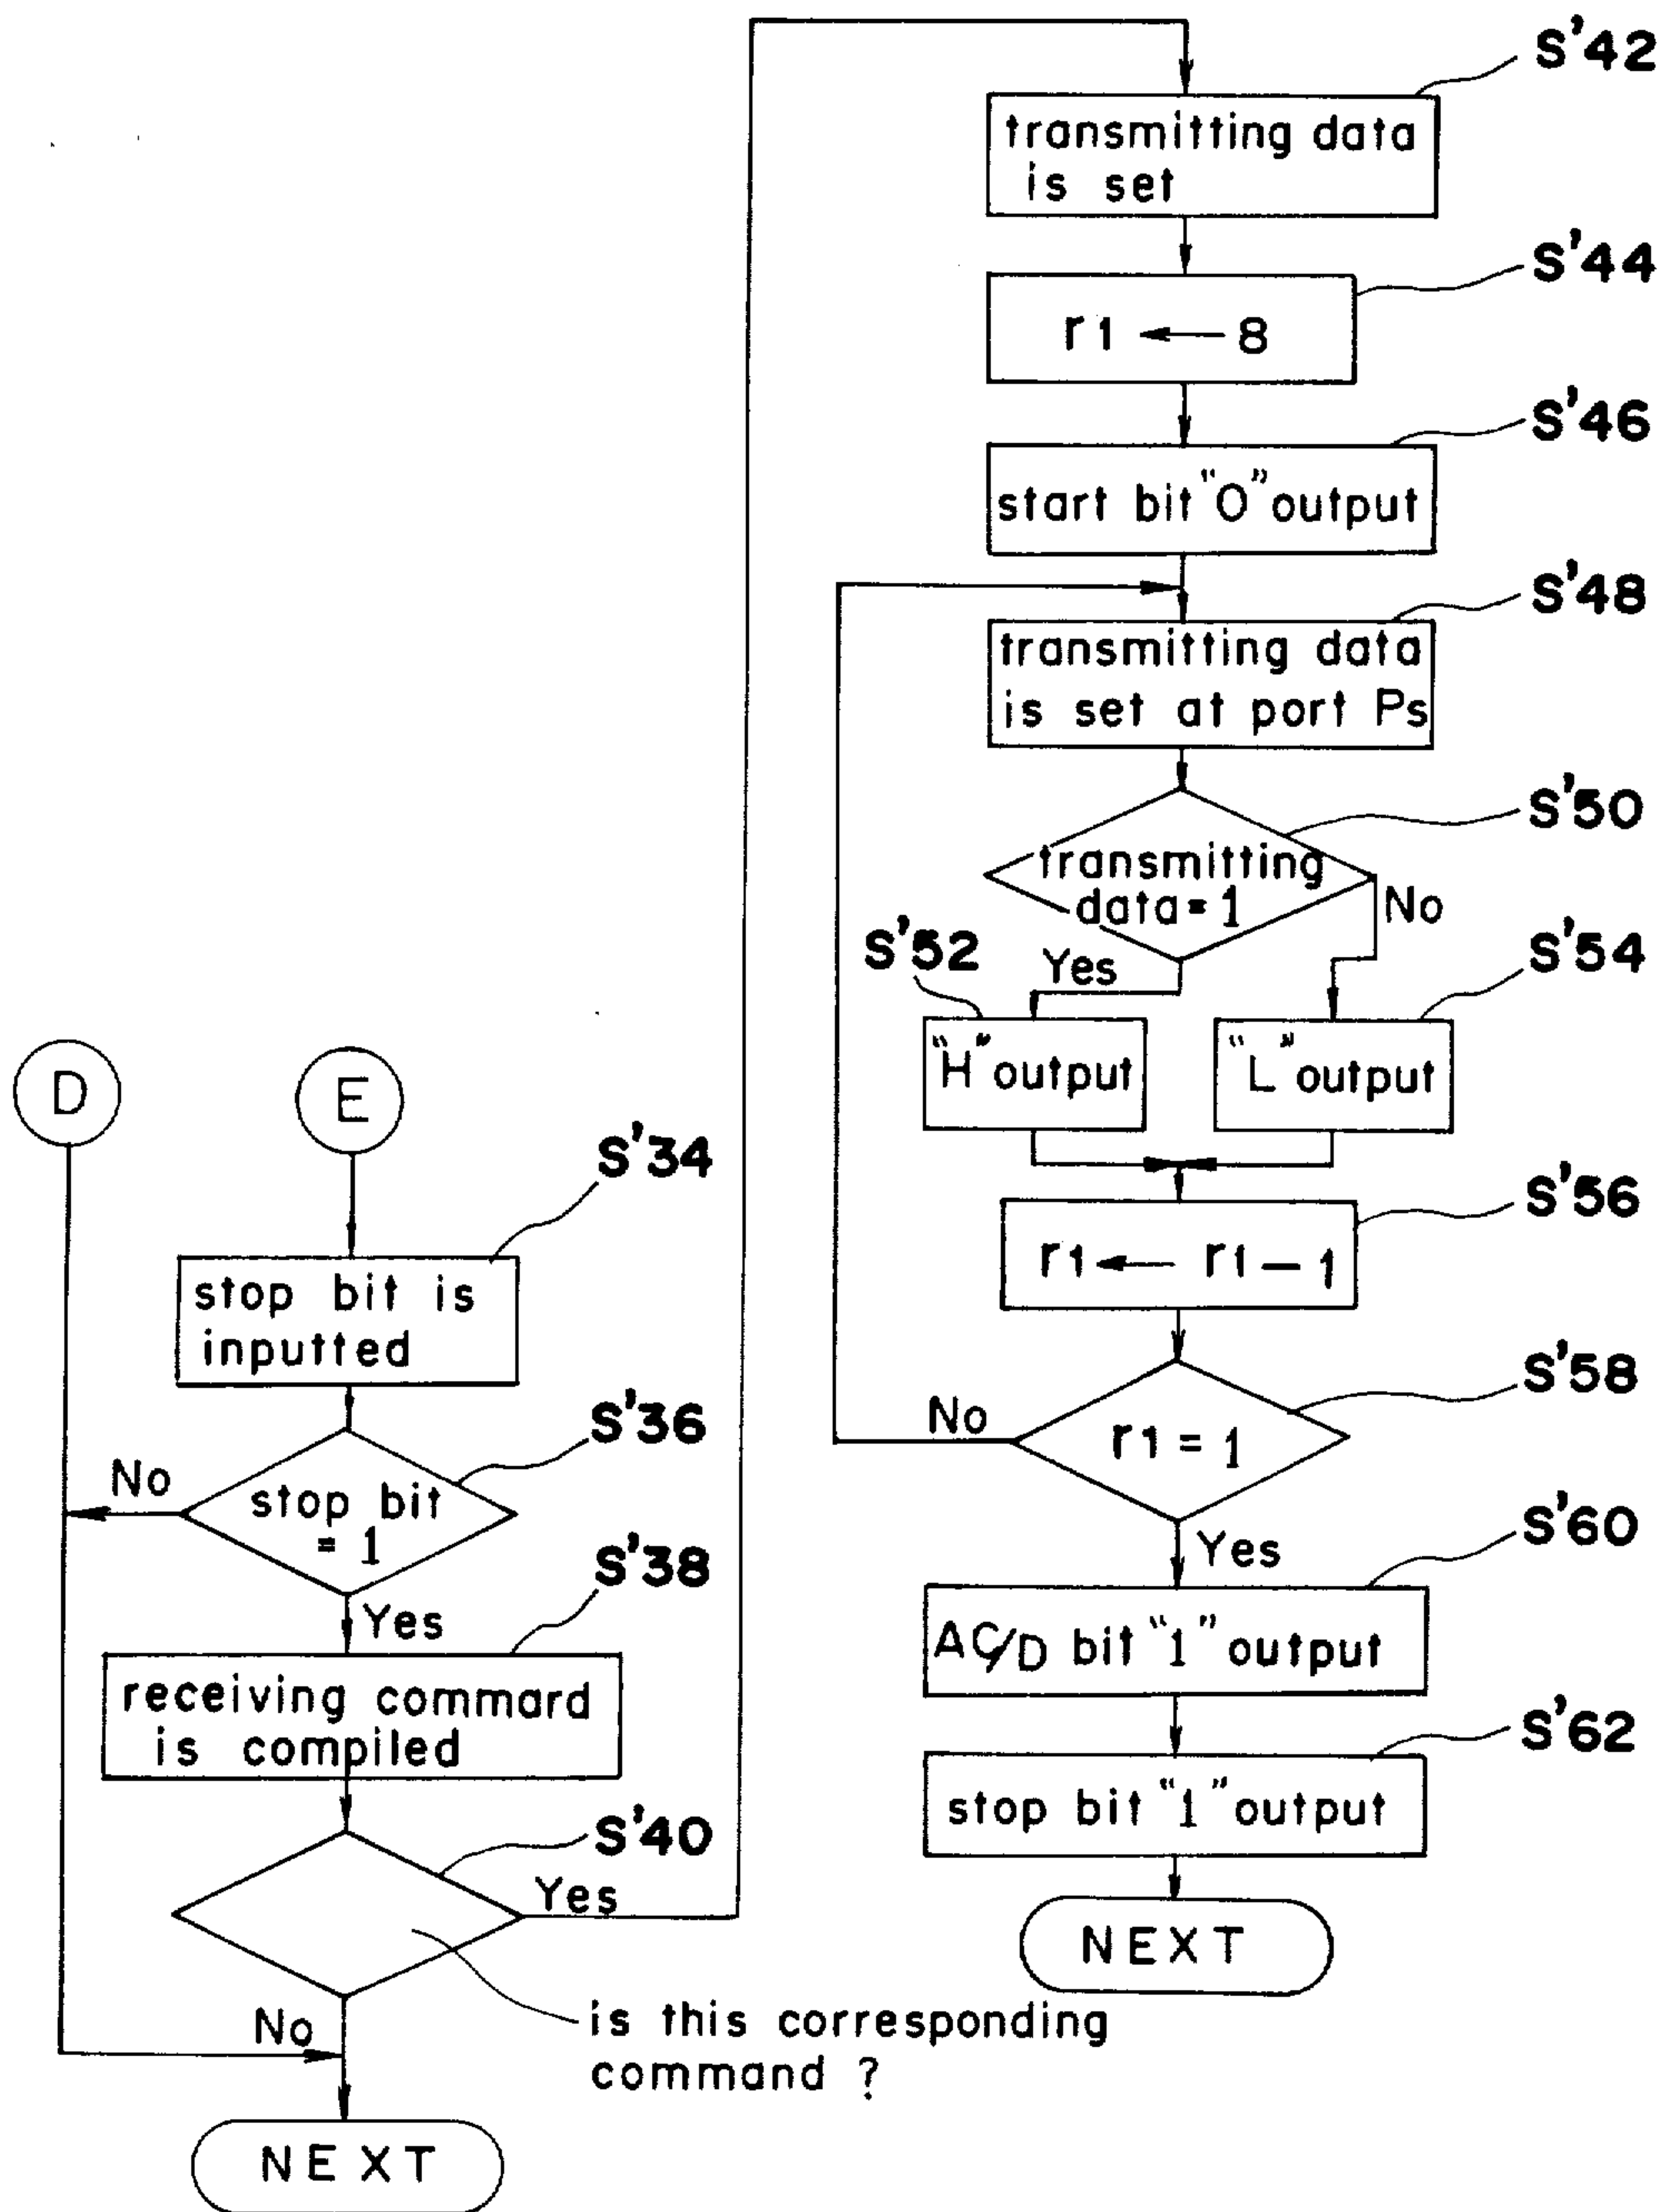 D
E
S'34
stop bit is
inputted
S'36
No
stop bit
= 1
S'38
Yes
receiving commard
is compiled
S'40
Yes
is this corresponding
command ?
No
NEXT
S'42
transmitting data
is set
S'44
r1 ← 8
S'46
start bit "0" output
S'48
transmitting data
is set at port Ps
S'50
transmitting
data = 1
No
S'52
Yes
S'54
"H" output
"L" output
S'56
r1 ← r1 – 1
S'58
No
r1 = 1
S'60
Yes
AC/D bit "1" output
S'62
stop bit "1" output
NEXT